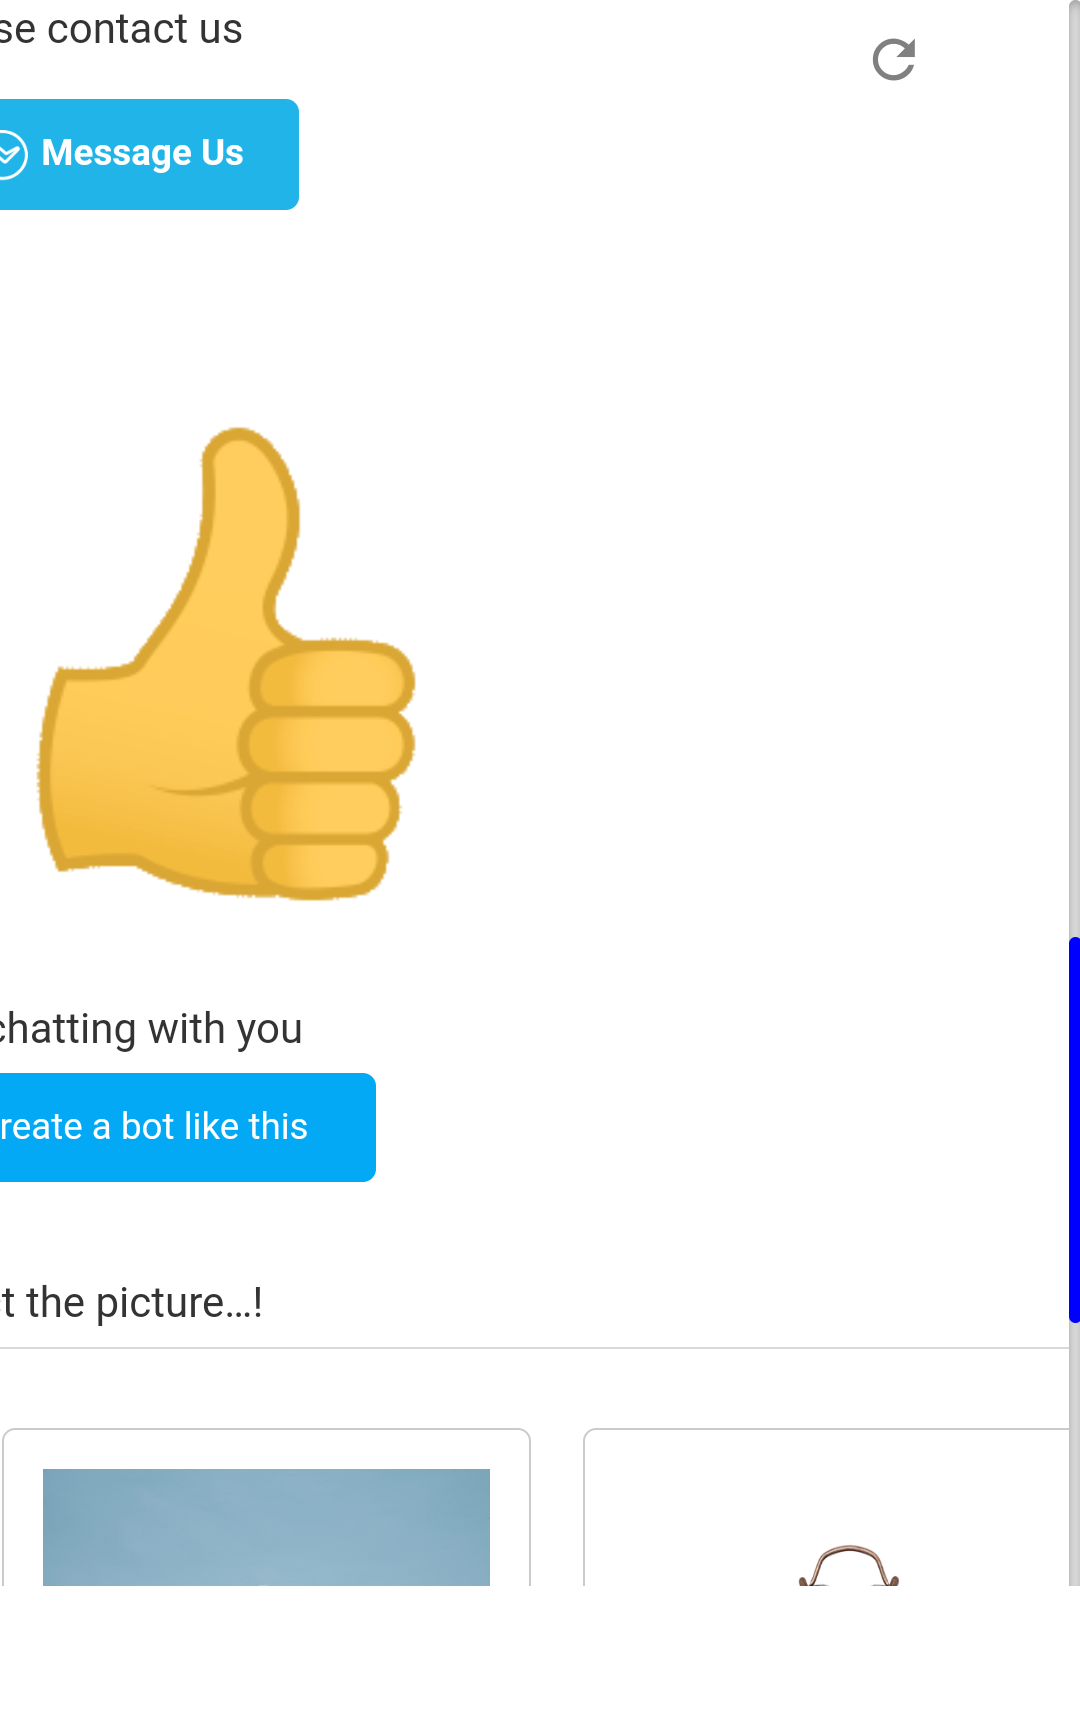 se contact us
Message Us
chatting with you
reate a bot like this
t the picture...!